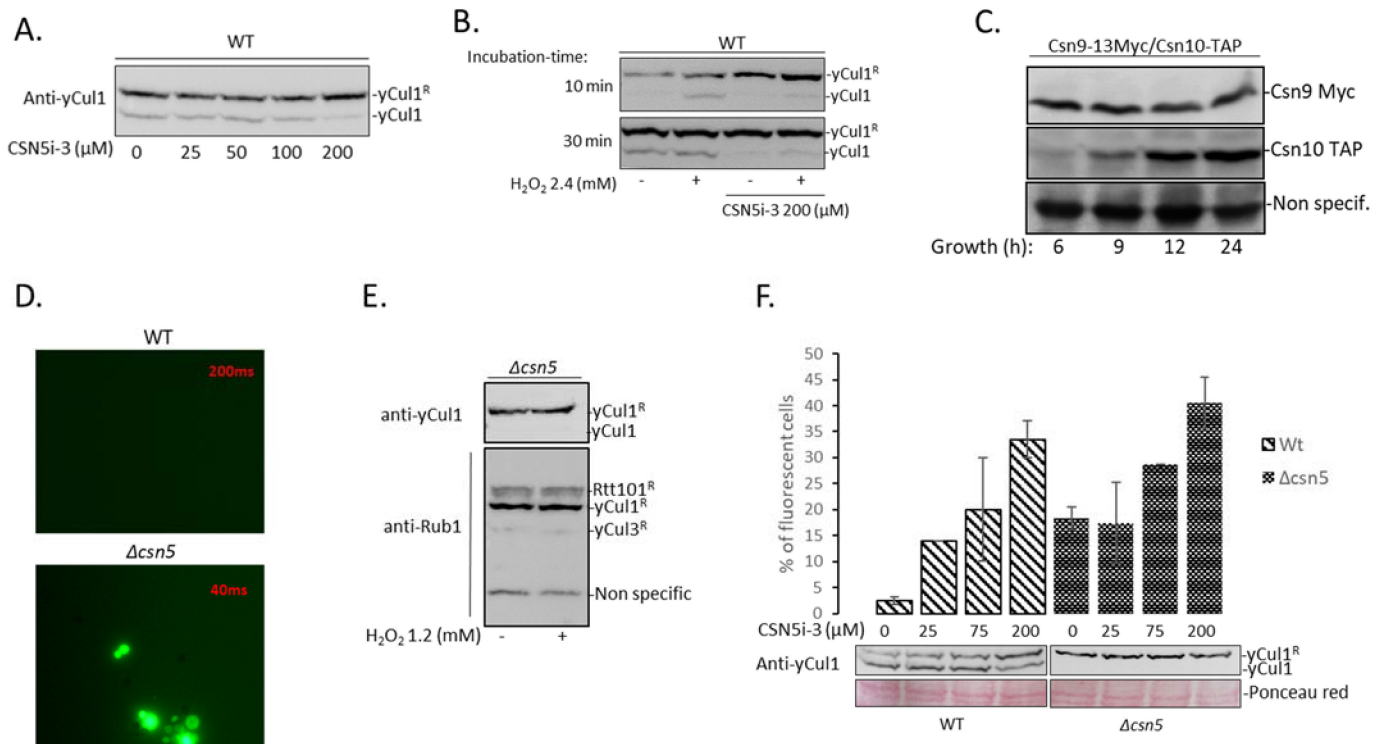 A.
WT
Anti-yCul1
-yCul1R
-yCul1
CSN5i-3 (μM) 0 25 50 100 200
B.
WT
Incubation-time:
10 min
-yCul1R
-yCul1
30 min
-yCul1R
-yCul1
H2O2 2.4 (mM) - + - +
CSN5i-3 200 (μM)
C.
Csn9-13Myc/Csn10-TAP
-Csn9 Myc
-Csn10 TAP
-Non specif.
Growth (h): 6 9 12 24
D.
WT
200ms
Δcsn5
40ms
E.
Δcsn5
anti-yCul1
-yCul1R
-yCul1
anti-Rub1
-Rtt101R
-yCul1R
-yCul3R
-Non specific
H2O2 1.2 (mM) - +
F.
% of fluorescent cells
50
45
40
35
30
25
20
15
10
5
0
Wt
Δcsn5
CSN5i-3 (μM) 0 25 75 200 0 25 75 200
Anti-yCul1
-yCul1R
-yCul1
-Ponceau red
WT Δcsn5